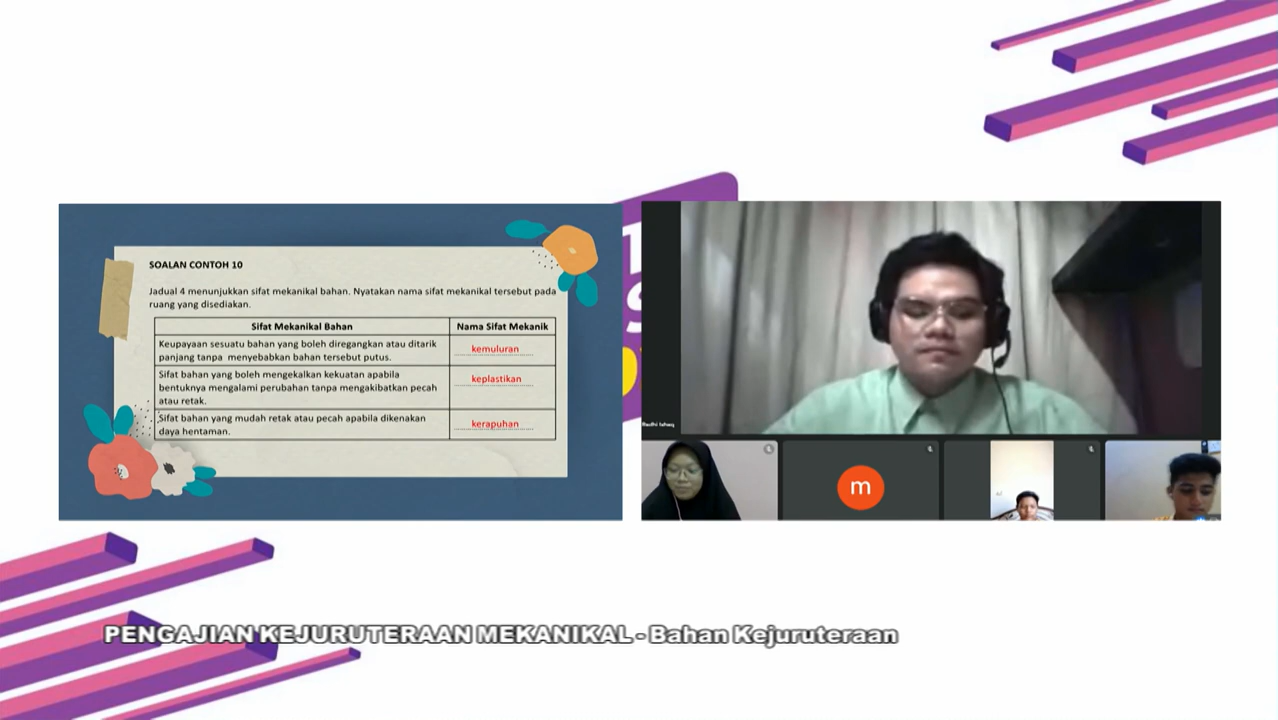 SOALAN CONTOH 10
Jadual 4 menunjukkan sifat mekanikal bahan. Nyatakan nama sifat mekanikal tersebut pada
ruang yang disediakan.
Sifat Mekanikal Bahan
Nama Sifat Mekanik
Keupayaan sesuatu bahan yang boleh diregangkan atau ditarik
panjang tanpa menyebabkan bahan tersebut putus.
kemuluran
Sifat bahan yang boleh mengekalkan kekuatan apabila
bentuknya mengalami perubahan tanpa mengakibatkan pecah
atau retak.
keplastikan
Sifat bahan yang mudah retak atau pecah apabila dikenakan
daya hentaman.
kerapuhan
m
PENGAJIAN KEJURUTERAAN MEKANIKAL - Bahan Kejuruteraan